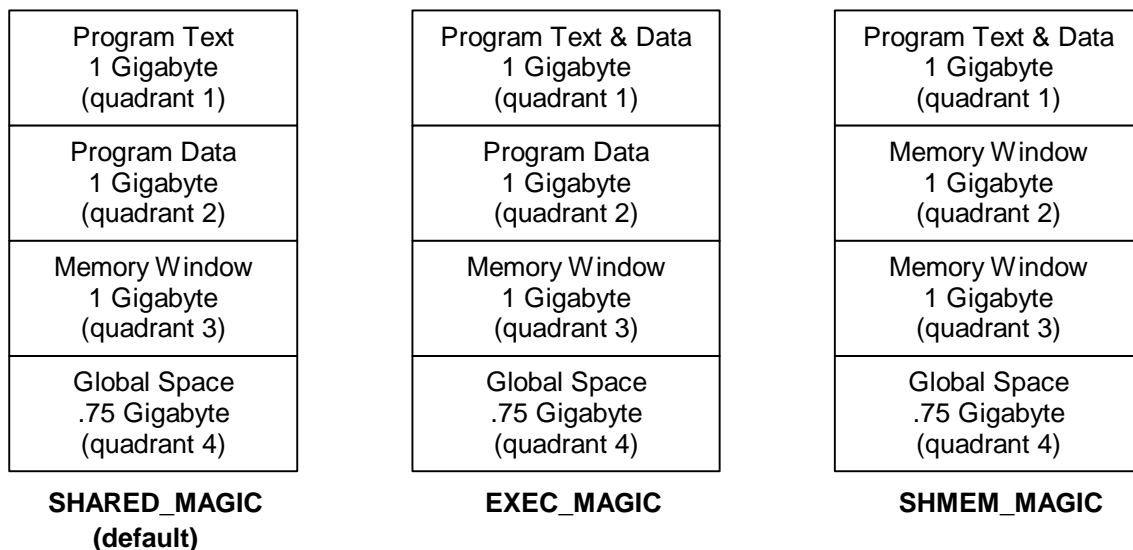 Program Text
1 Gigabyte
(quadrant 1)
Program Data
1 Gigabyte
(quadrant 2)
Memory Window
1 Gigabyte
(quadrant 3)
Global Space
.75 Gigabyte
(quadrant 4)
SHARED_MAGIC
(default)
Program Text & Data
1 Gigabyte
(quadrant 1)
Program Data
1 Gigabyte
(quadrant 2)
Memory Window
1 Gigabyte
(quadrant 3)
Global Space
.75 Gigabyte
(quadrant 4)
EXEC_MAGIC
Program Text & Data
1 Gigabyte
(quadrant 1)
Memory Window
1 Gigabyte
(quadrant 2)
Memory Window
1 Gigabyte
(quadrant 3)
Global Space
.75 Gigabyte
(quadrant 4)
SHMEM_MAGIC